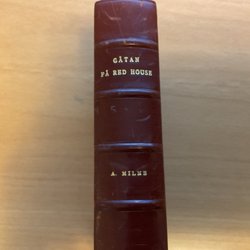 GÅTAN
PÅ RED HOUSE
A. MILNE